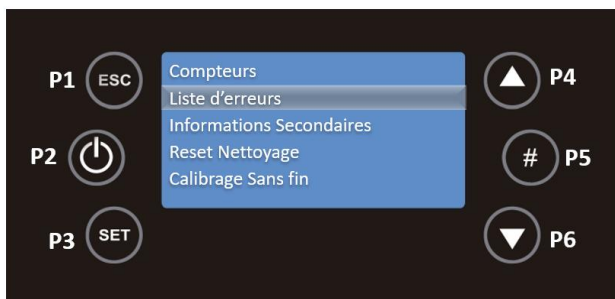 P1 ESC
Compteurs
P4
Liste d'erreurs
Informations Secondaires
P2
Reset Nettoyage
# P5
Calibrage Sans fin
P3 SET
P6